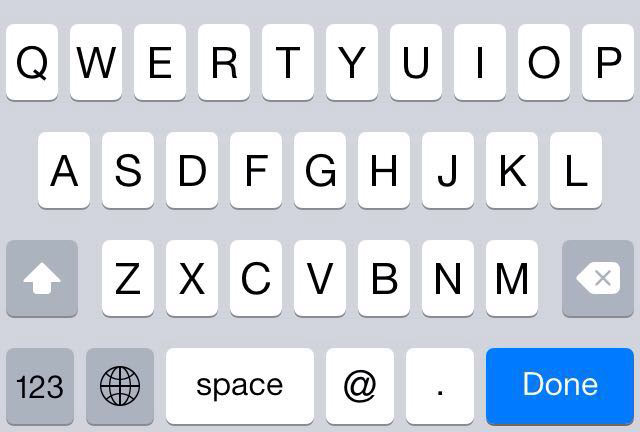 Q W E R T Y U I O P
A S D F G H J K L
Z X C V B N M
123 space @ . Done